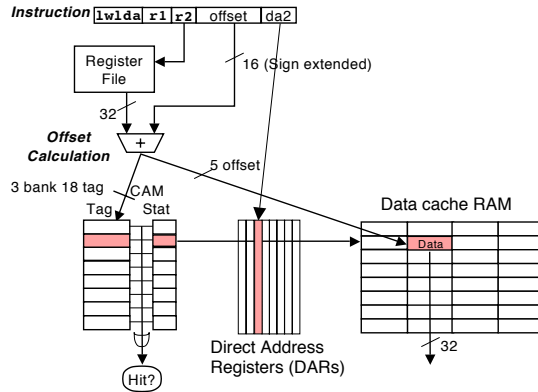 Instruction lwlda r1 r2 offset da2
Register
File
16 (Sign extended)
32
Offset
Calculation
+
5 offset
3 bank 18 tag
CAM
Tag Stat
Data cache RAM
Data
Direct Address
Registers (DARs)
32
Hit?